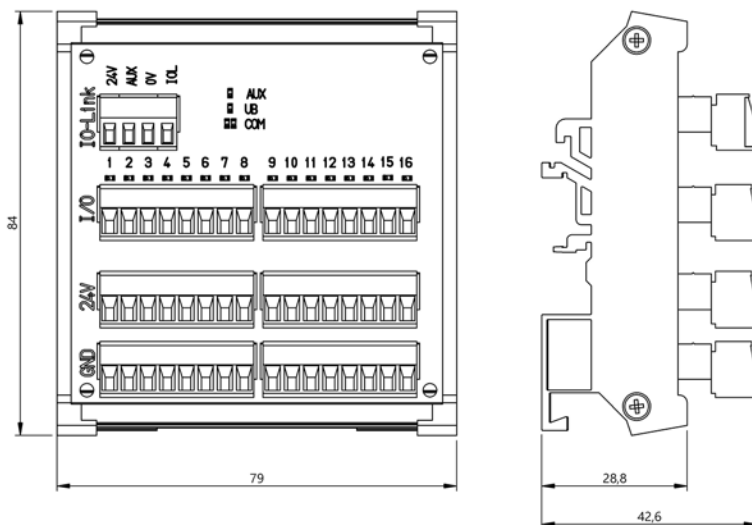 24V AUX 0V IOL
IO-Link
AUX
UB
COM
1 2 3 4 5 6 7 8 9 10 11 12 13 14 15 16
I/O
24V
GND
84
79
28,8
42,6